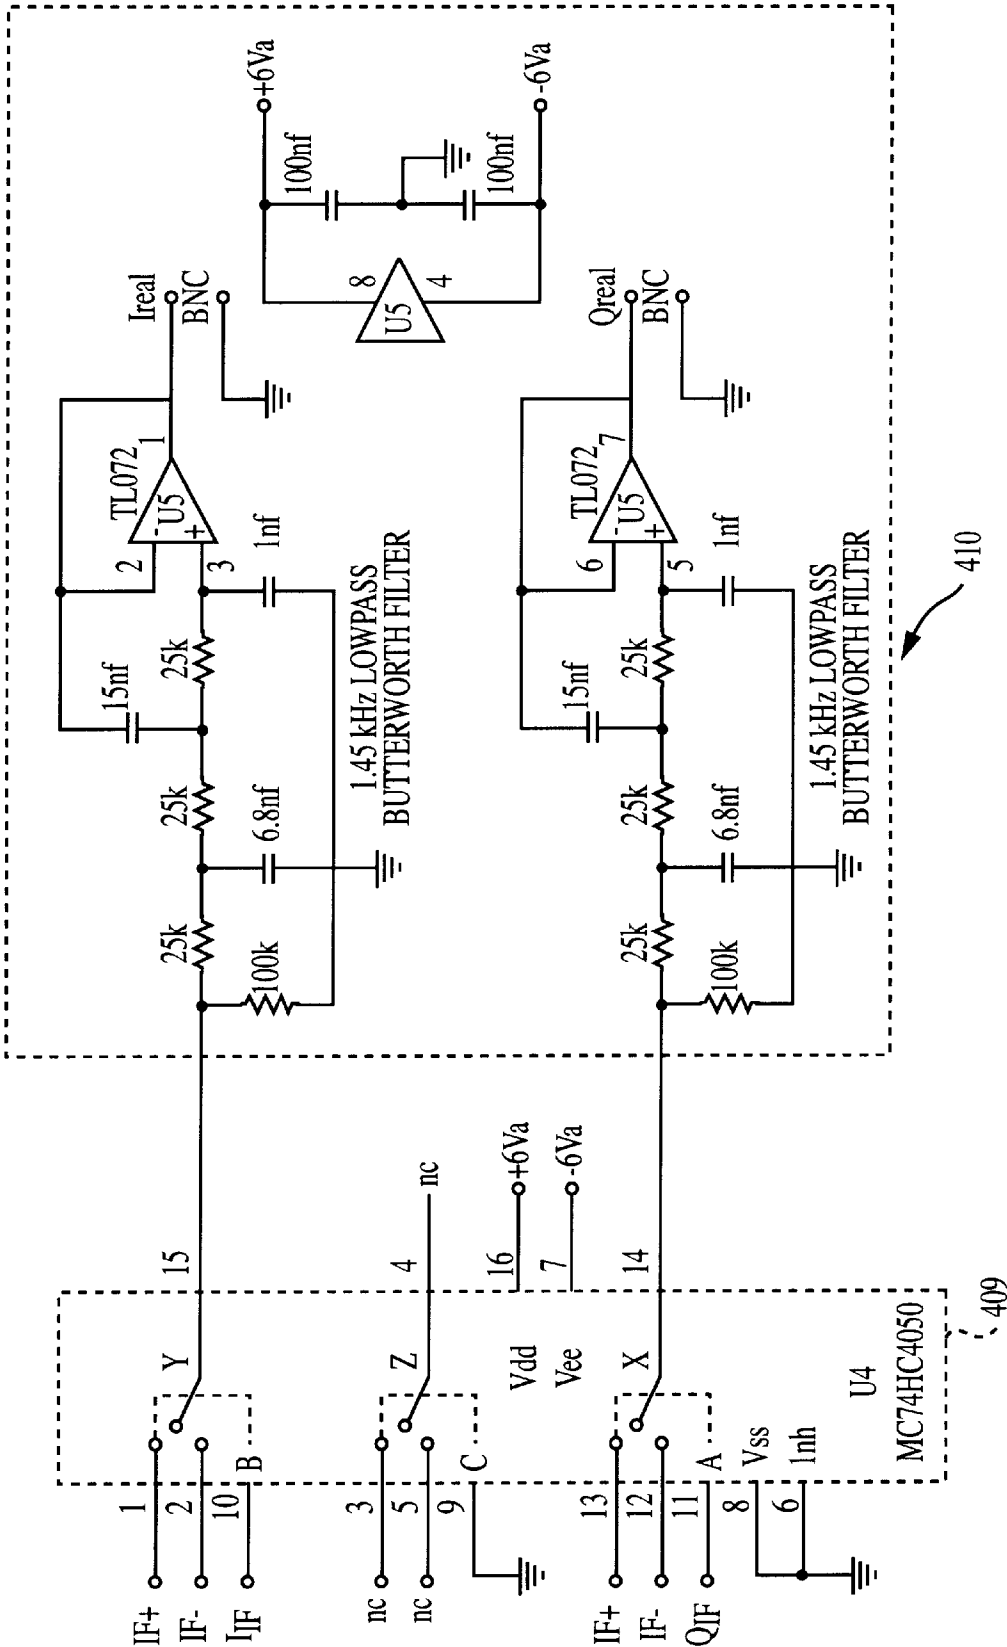 IF+
1
IF-
2
10
IIF
B
Y
15
nc
3
nc
5
9
C
Z
4
nc
Vdd
16
+6Va
Vee
7
-6Va
IF+
13
IF-
12
QIF
11
A
X
14
8
Vss
6
1nh
U4
MC74HC4050
409
25k
100k
25k
6.8nf
15nf
25k
1nf
2
3
-
+
U5
TL072
1
Ireal
BNC
1.45 kHz LOWPASS
BUTTERWORTH FILTER
U5
8
4
100nf
100nf
+6Va
-6Va
25k
100k
25k
6.8nf
15nf
25k
1nf
6
5
-
+
U5
TL072
7
Qreal
BNC
1.45 kHz LOWPASS
BUTTERWORTH FILTER
410